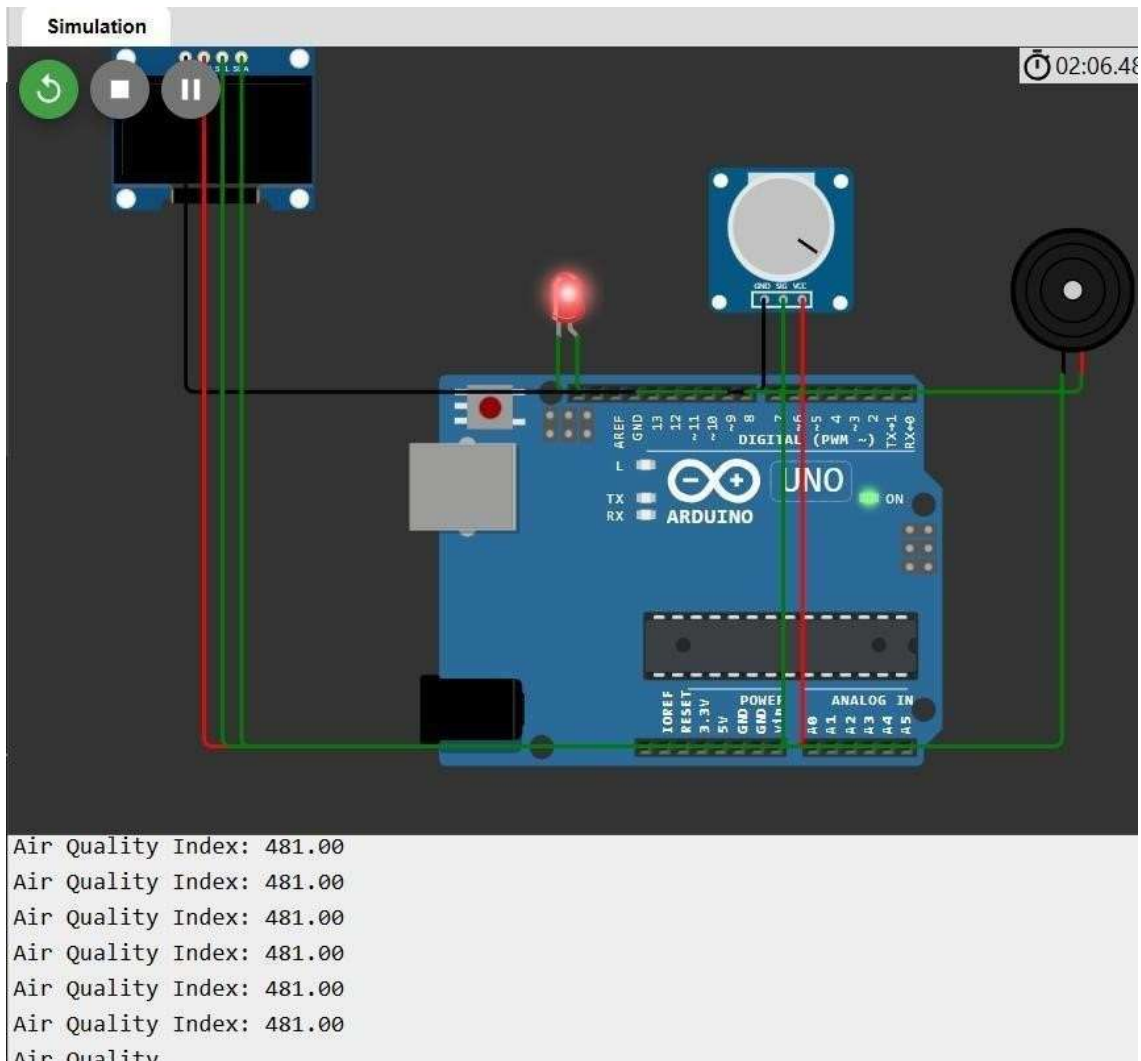 Simulation
02:06.48
GND SIG VCC
AREF
GND
13
12
~11
~10
~9
8
7
~6
~5
4
~3
2
TX→1
RX←0
DIGITAL (PWM ~)
L
TX
RX
UNO
ARDUINO
ON
IOREF
RESET
3.3V
5V
GND
GND
Vin
POWER
ANALOG IN
A0
A1
A2
A3
A4
A5
Air Quality Index: 481.00
Air Quality Index: 481.00
Air Quality Index: 481.00
Air Quality Index: 481.00
Air Quality Index: 481.00
Air Quality Index: 481.00
Air Quality